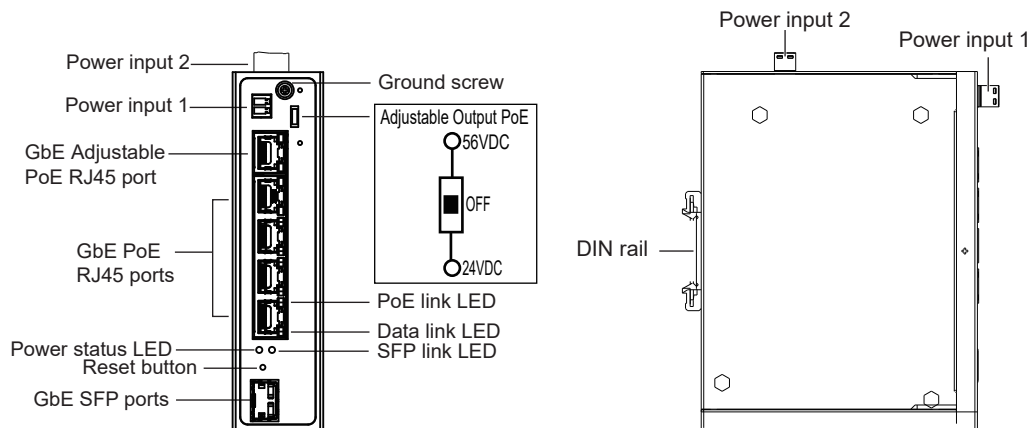 Power input 2
Power input 1
GbE Adjustable
PoE RJ45 port
GbE PoE
RJ45 ports
Power status LED
Reset button
GbE SFP ports
Ground screw
Adjustable Output PoE
56VDC
OFF
24VDC
PoE link LED
Data link LED
SFP link LED
Power input 2
Power input 1
DIN rail